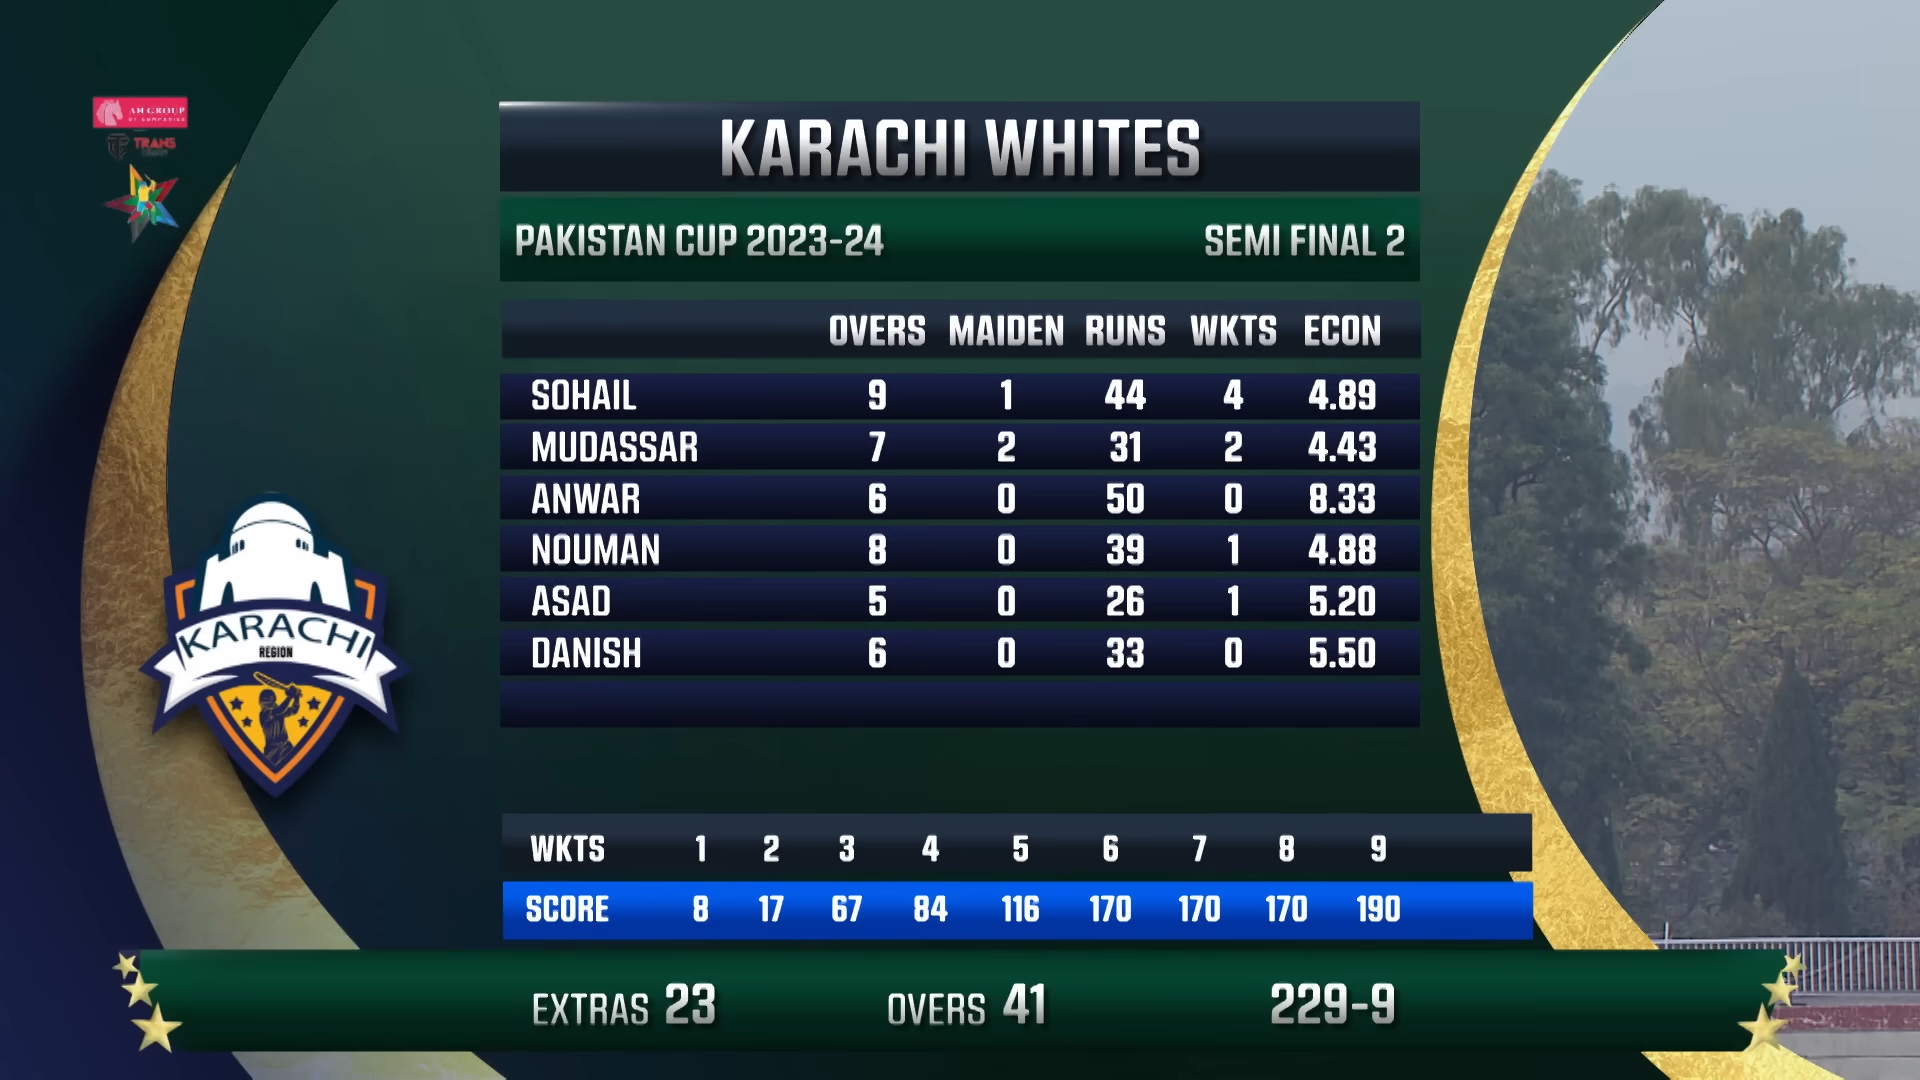 AH GROUP
OF COMPANIES
TRANS
KARACHI WHITES
PAKISTAN CUP 2023-24 SEMI FINAL 2
OVERS MAIDEN RUNS WKTS ECON
SOHAIL 9 1 44 4 4.89
MUDASSAR 7 2 31 2 4.43
ANWAR 6 0 50 0 8.33
NOUMAN 8 0 39 1 4.88
ASAD 5 0 26 1 5.20
DANISH 6 0 33 0 5.50
KARACHI
REGION
WKTS 1 2 3 4 5 6 7 8 9
SCORE 8 17 67 84 116 170 170 170 190
EXTRAS 23 OVERS 41 229-9